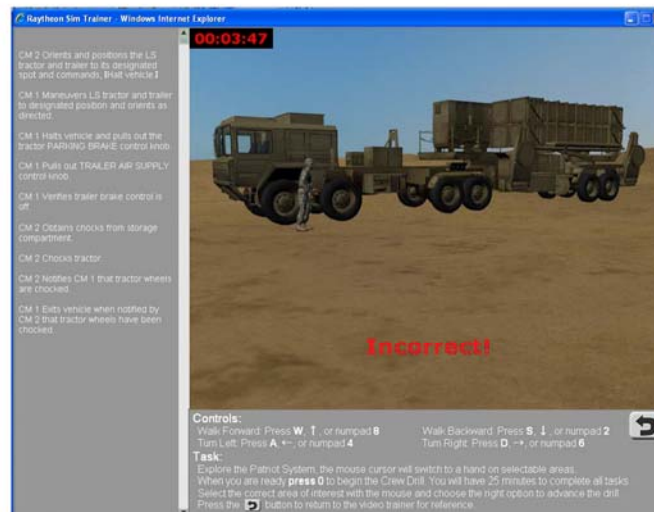 Raytheon Sim Trainer - Windows Internet Explorer
00:03:47
CM 2 Orients and positions the LS
tractor and trailer to its designated
spot and commands, ‖Halt vehicle.‖
CM 1 Maneuvers LS tractor and trailer
to designated position and orients as
directed.
CM 1 Halts vehicle and pulls out the
tractor PARKING BRAKE control knob.
CM 1 Pulls out TRAILER AIR SUPPLY
control knob.
CM 1 Verifies trailer brake control is
off.
CM 2 Obtains chocks from storage
compartment.
CM 2 Chocks tractor.
CM 2 Notifies CM 1 that tractor wheels
are chocked.
CM 1 Exits vehicle when notified by
CM 2 that tractor wheels have been
chocked.
Incorrect!
Controls:
Walk Forward: Press W, ↑, or numpad 8
Walk Backward: Press S, ↓, or numpad 2
Turn Left: Press A, ←, or numpad 4
Turn Right: Press D, →, or numpad 6
Task:
Explore the Patriot System, the mouse cursor will switch to a hand on selectable areas.
When you are ready press 0 to begin the Crew Drill. You will have 25 minutes to complete all tasks.
Select the correct area of interest with the mouse and choose the right option to advance the drill.
Press the button to return to the video trainer for reference.